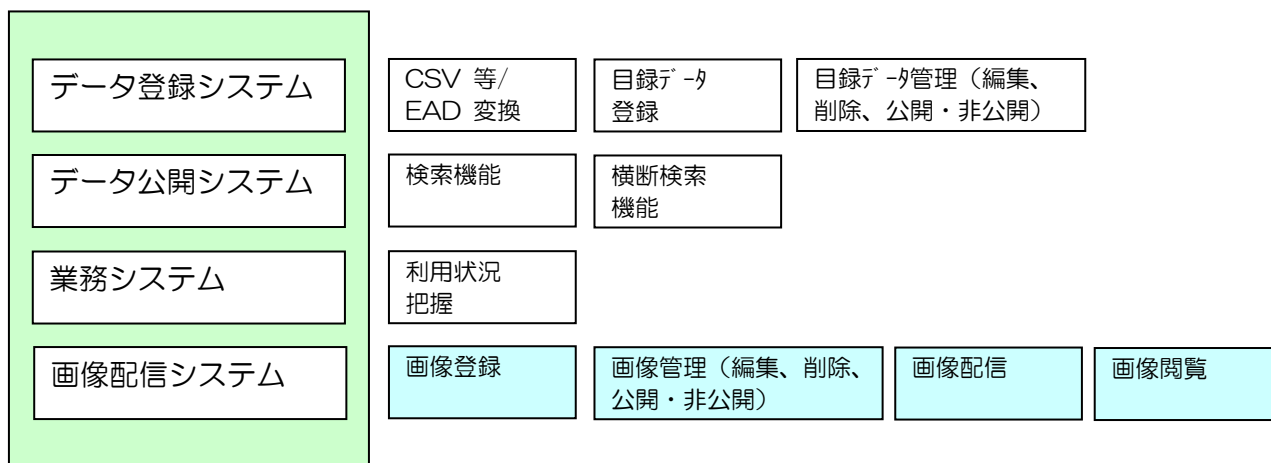 データ登録システム
CSV 等/
EAD 変換
目録ﾃﾞｰﾀ
登録
目録ﾃﾞｰﾀ管理（編集、
削除、公開・非公開）
データ公開システム
検索機能
横断検索
機能
業務システム
利用状況
把握
画像配信システム
画像登録
画像管理（編集、削除、
公開・非公開）
画像配信
画像閲覧